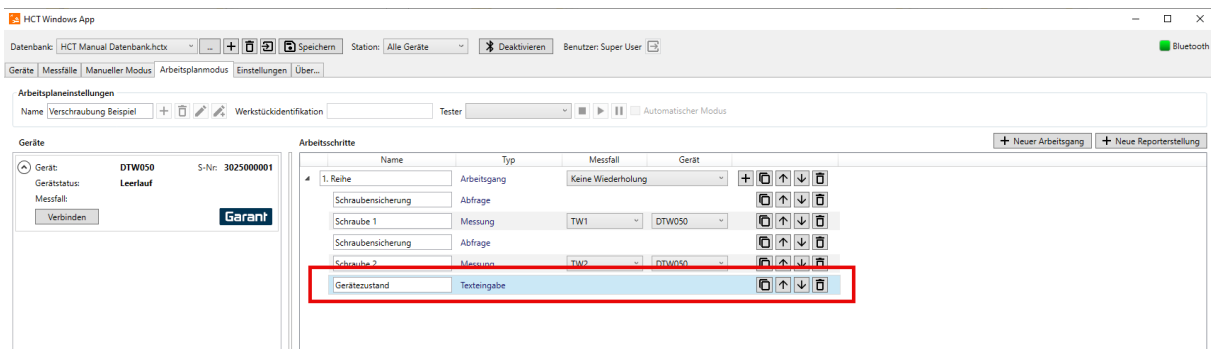 HCT Windows App
Datenbank: HCT Manual Datenbank.hctx ... Speichern Station: Alle Geräte Deaktivieren Benutzer: Super User Bluetooth
Geräte Messfälle Manueller Modus Arbeitsplanmodus Einstellungen Über...
Arbeitsplaneinstellungen
Name Verschraubung Beispiel Werkstückidentifikation Tester Automatischer Modus
Geräte
Gerät: DTW050 S-Nr: 3025000001
Gerätstatus: Leerlauf
Messfall:
Verbinden Garant
Arbeitsschritte Neuer Arbeitsgang Neue Reporterstellung
Name Typ Messfall Gerät
1. Reihe Arbeitsgang Keine Wiederholung
Schraubensicherung Abfrage
Schraube 1 Messung TW1 DTW050
Schraubensicherung Abfrage
Schraube 2 Messung TW2 DTW050
Gerätezustand Texteingabe